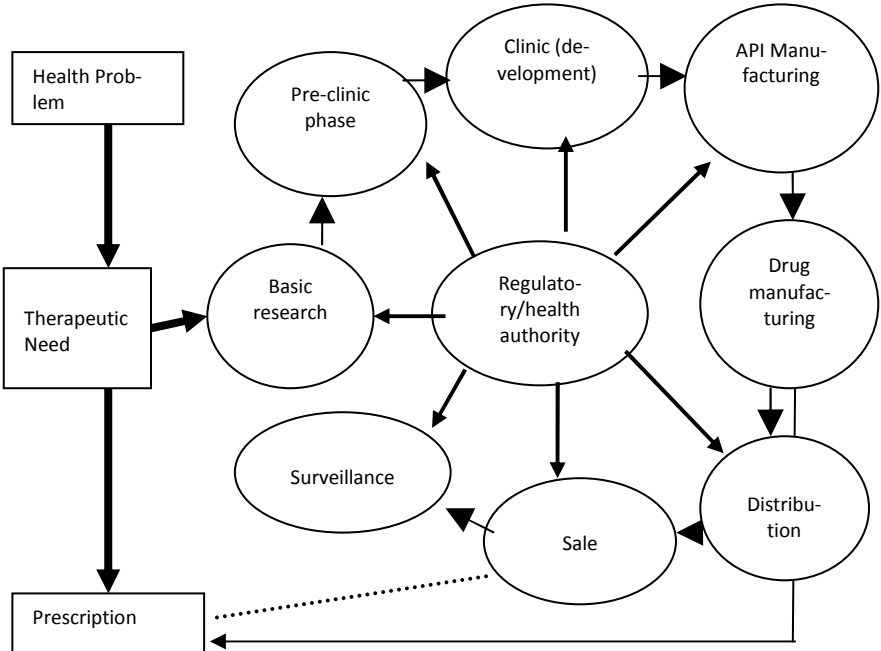 Health Prob-
lem
Therapeutic
Need
Prescription
Basic
research
Pre-clinic
phase
Clinic (de-
velopment)
API Manu-
facturing
Drug
manufac-
turing
Distribu-
tion
Sale
Surveillance
Regulato-
ry/health
authority